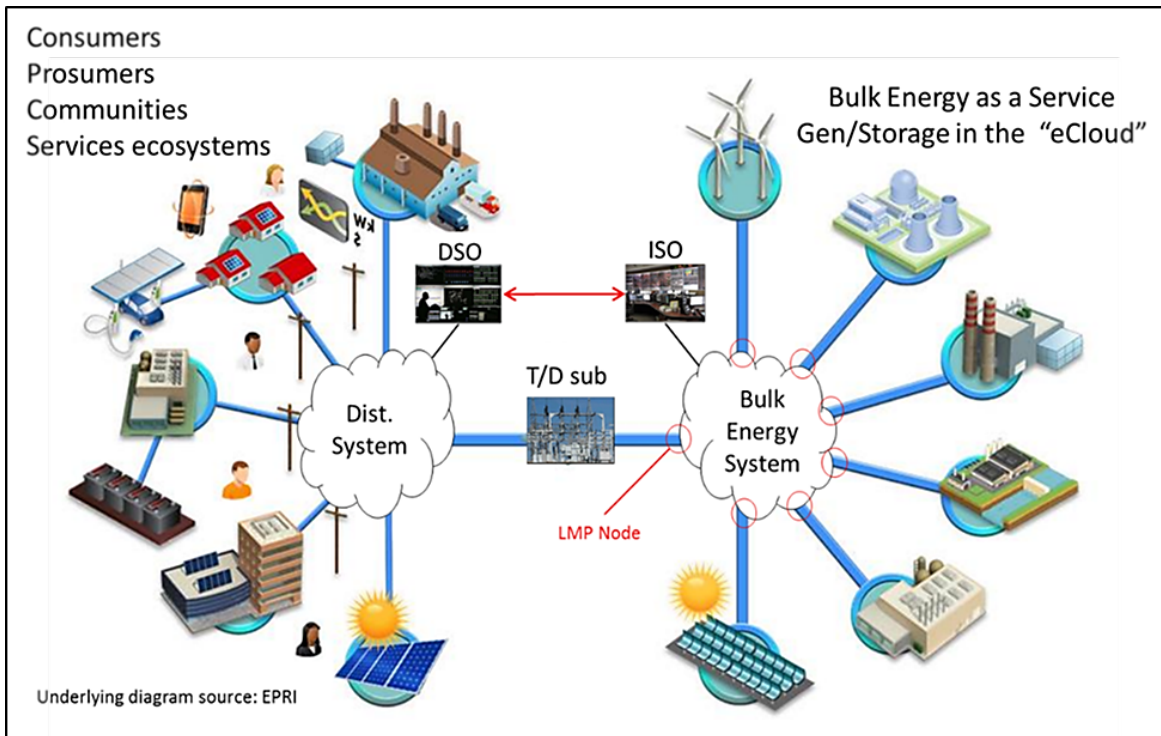 Consumers
Prosumers
Communities
Services ecosystems
Bulk Energy as a Service
Gen/Storage in the “eCloud”
kW
$
DSO
ISO
T/D sub
Dist.
System
Bulk
Energy
System
LMP Node
Underlying diagram source: EPRI